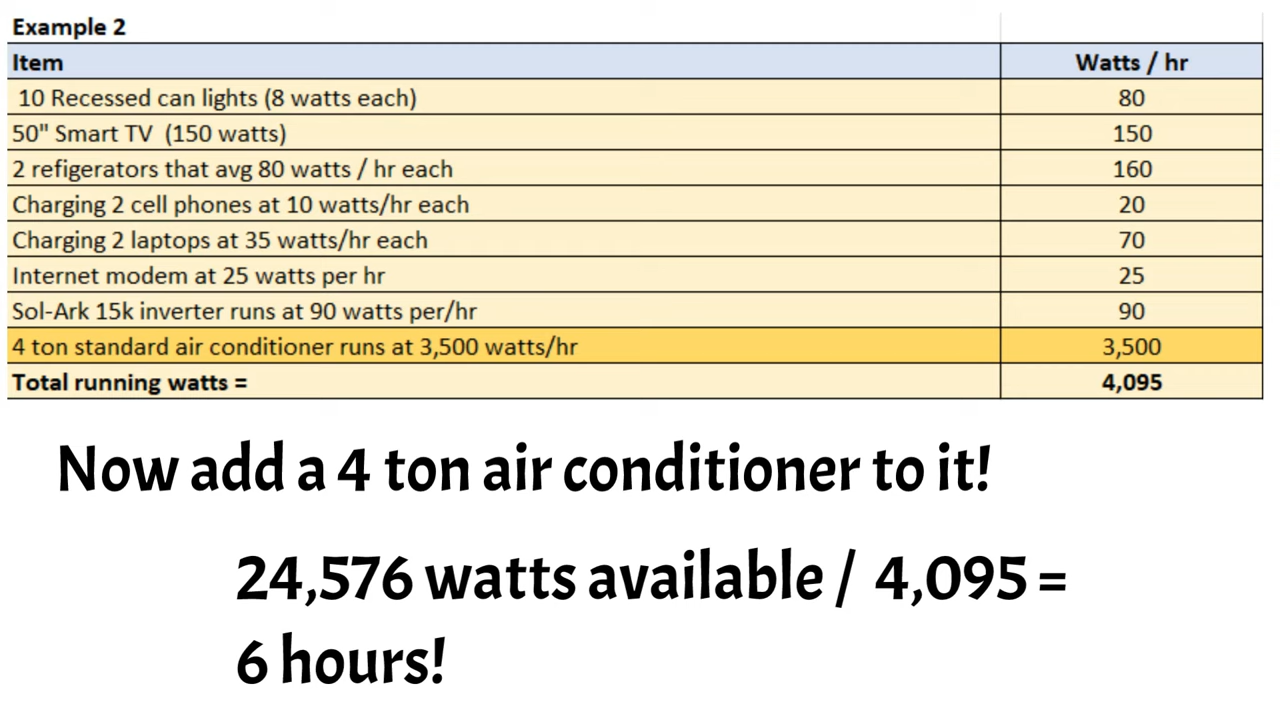 Example 2
Item Watts / hr
10 Recessed can lights (8 watts each) 80
50" Smart TV (150 watts) 150
2 refigerators that avg 80 watts / hr each 160
Charging 2 cell phones at 10 watts/hr each 20
Charging 2 laptops at 35 watts/hr each 70
Internet modem at 25 watts per hr 25
Sol-Ark 15k inverter runs at 90 watts per/hr 90
4 ton standard air conditioner runs at 3,500 watts/hr 3,500
Total running watts = 4,095
Now add a 4 ton air conditioner to it!
24,576 watts available / 4,095 =
6 hours!